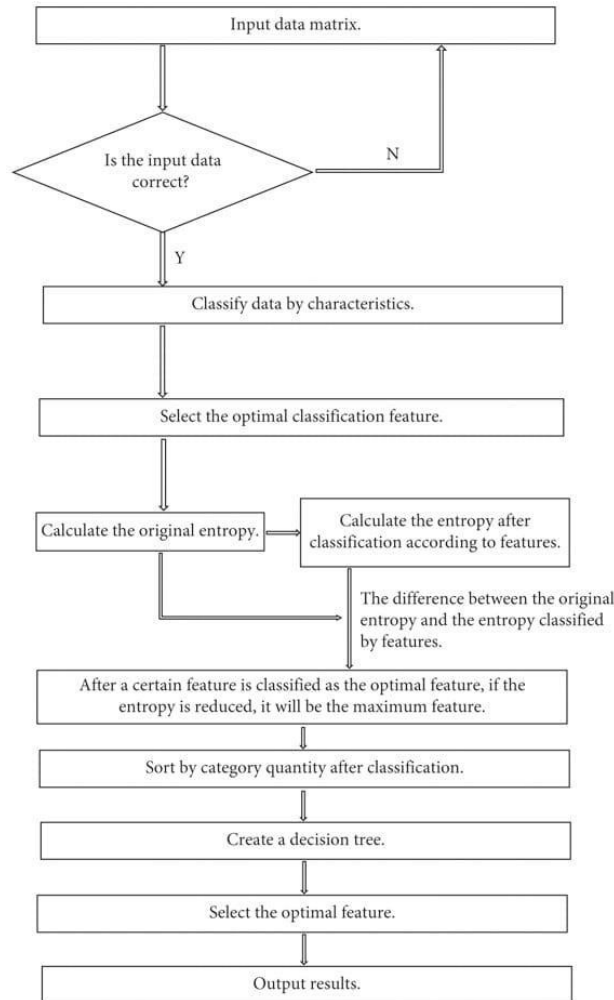 Input data matrix.
Is the input data
correct?
N
Y
Classify data by characteristics.
Select the optimal classification feature.
Calculate the original entropy.
Calculate the entropy after
classification according to features.
The difference between the original
entropy and the entropy classified
by features.
After a certain feature is classified as the optimal feature, if the
entropy is reduced, it will be the maximum feature.
Sort by category quantity after classification.
Create a decision tree.
Select the optimal feature.
Output results.